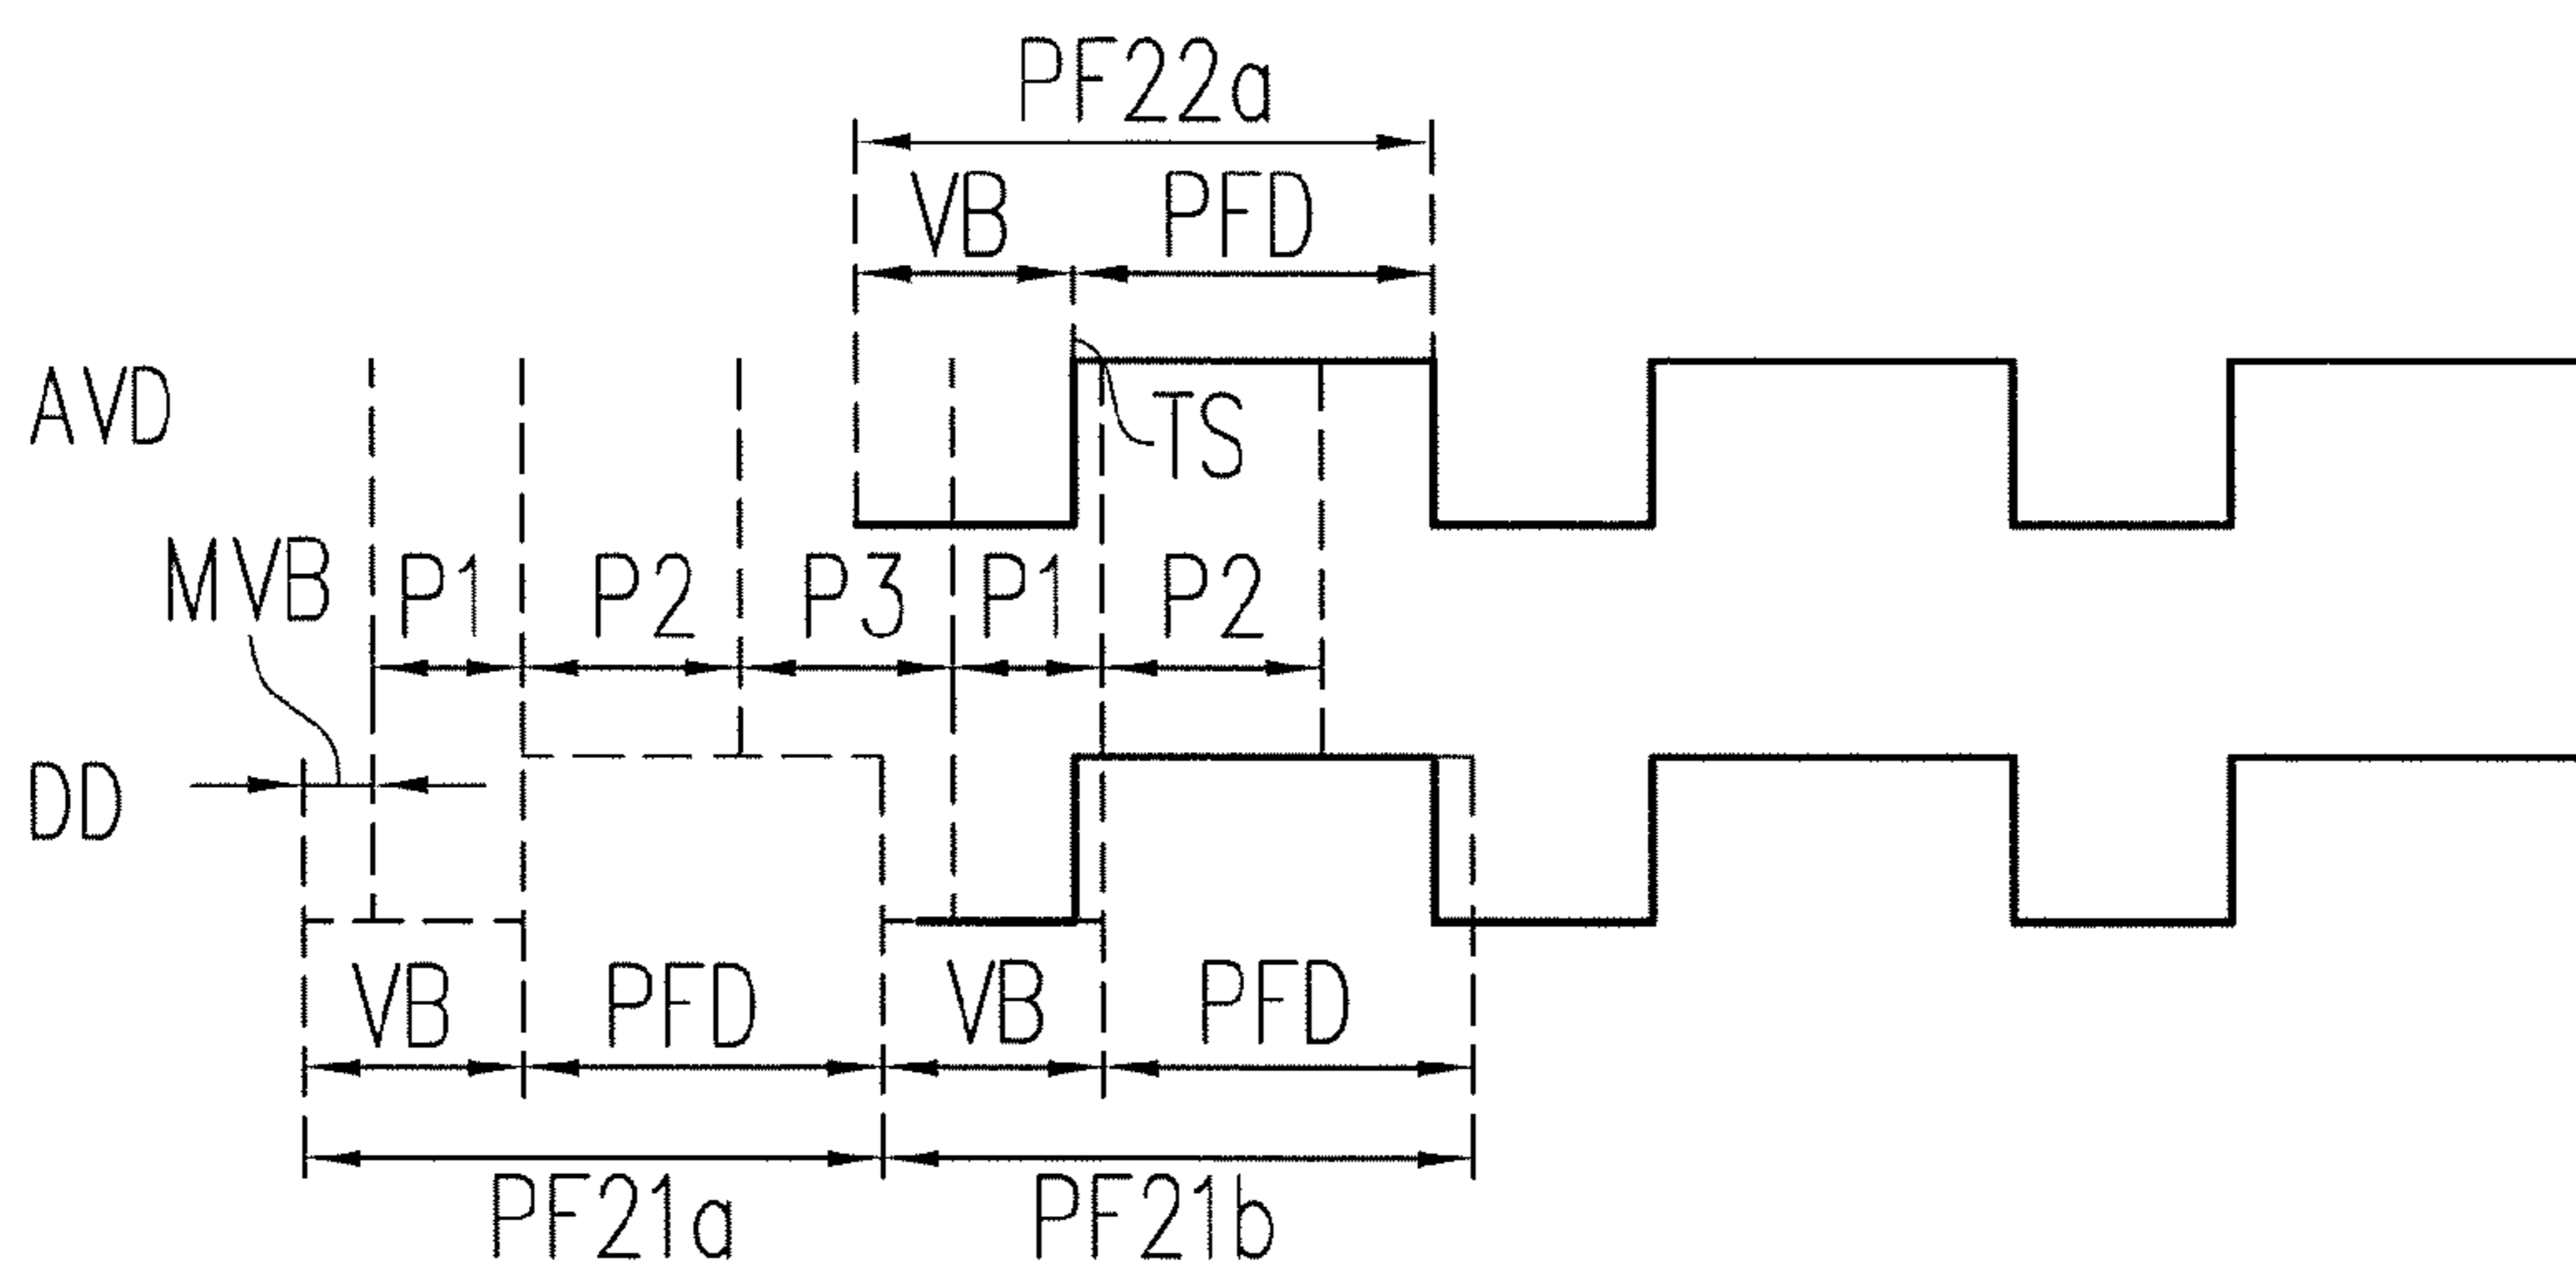 PF22a
VB PFD
AVD
TS
MVB P1 P2 P3 P1 P2
DD
VB PFD VB PFD
PF21a PF21b